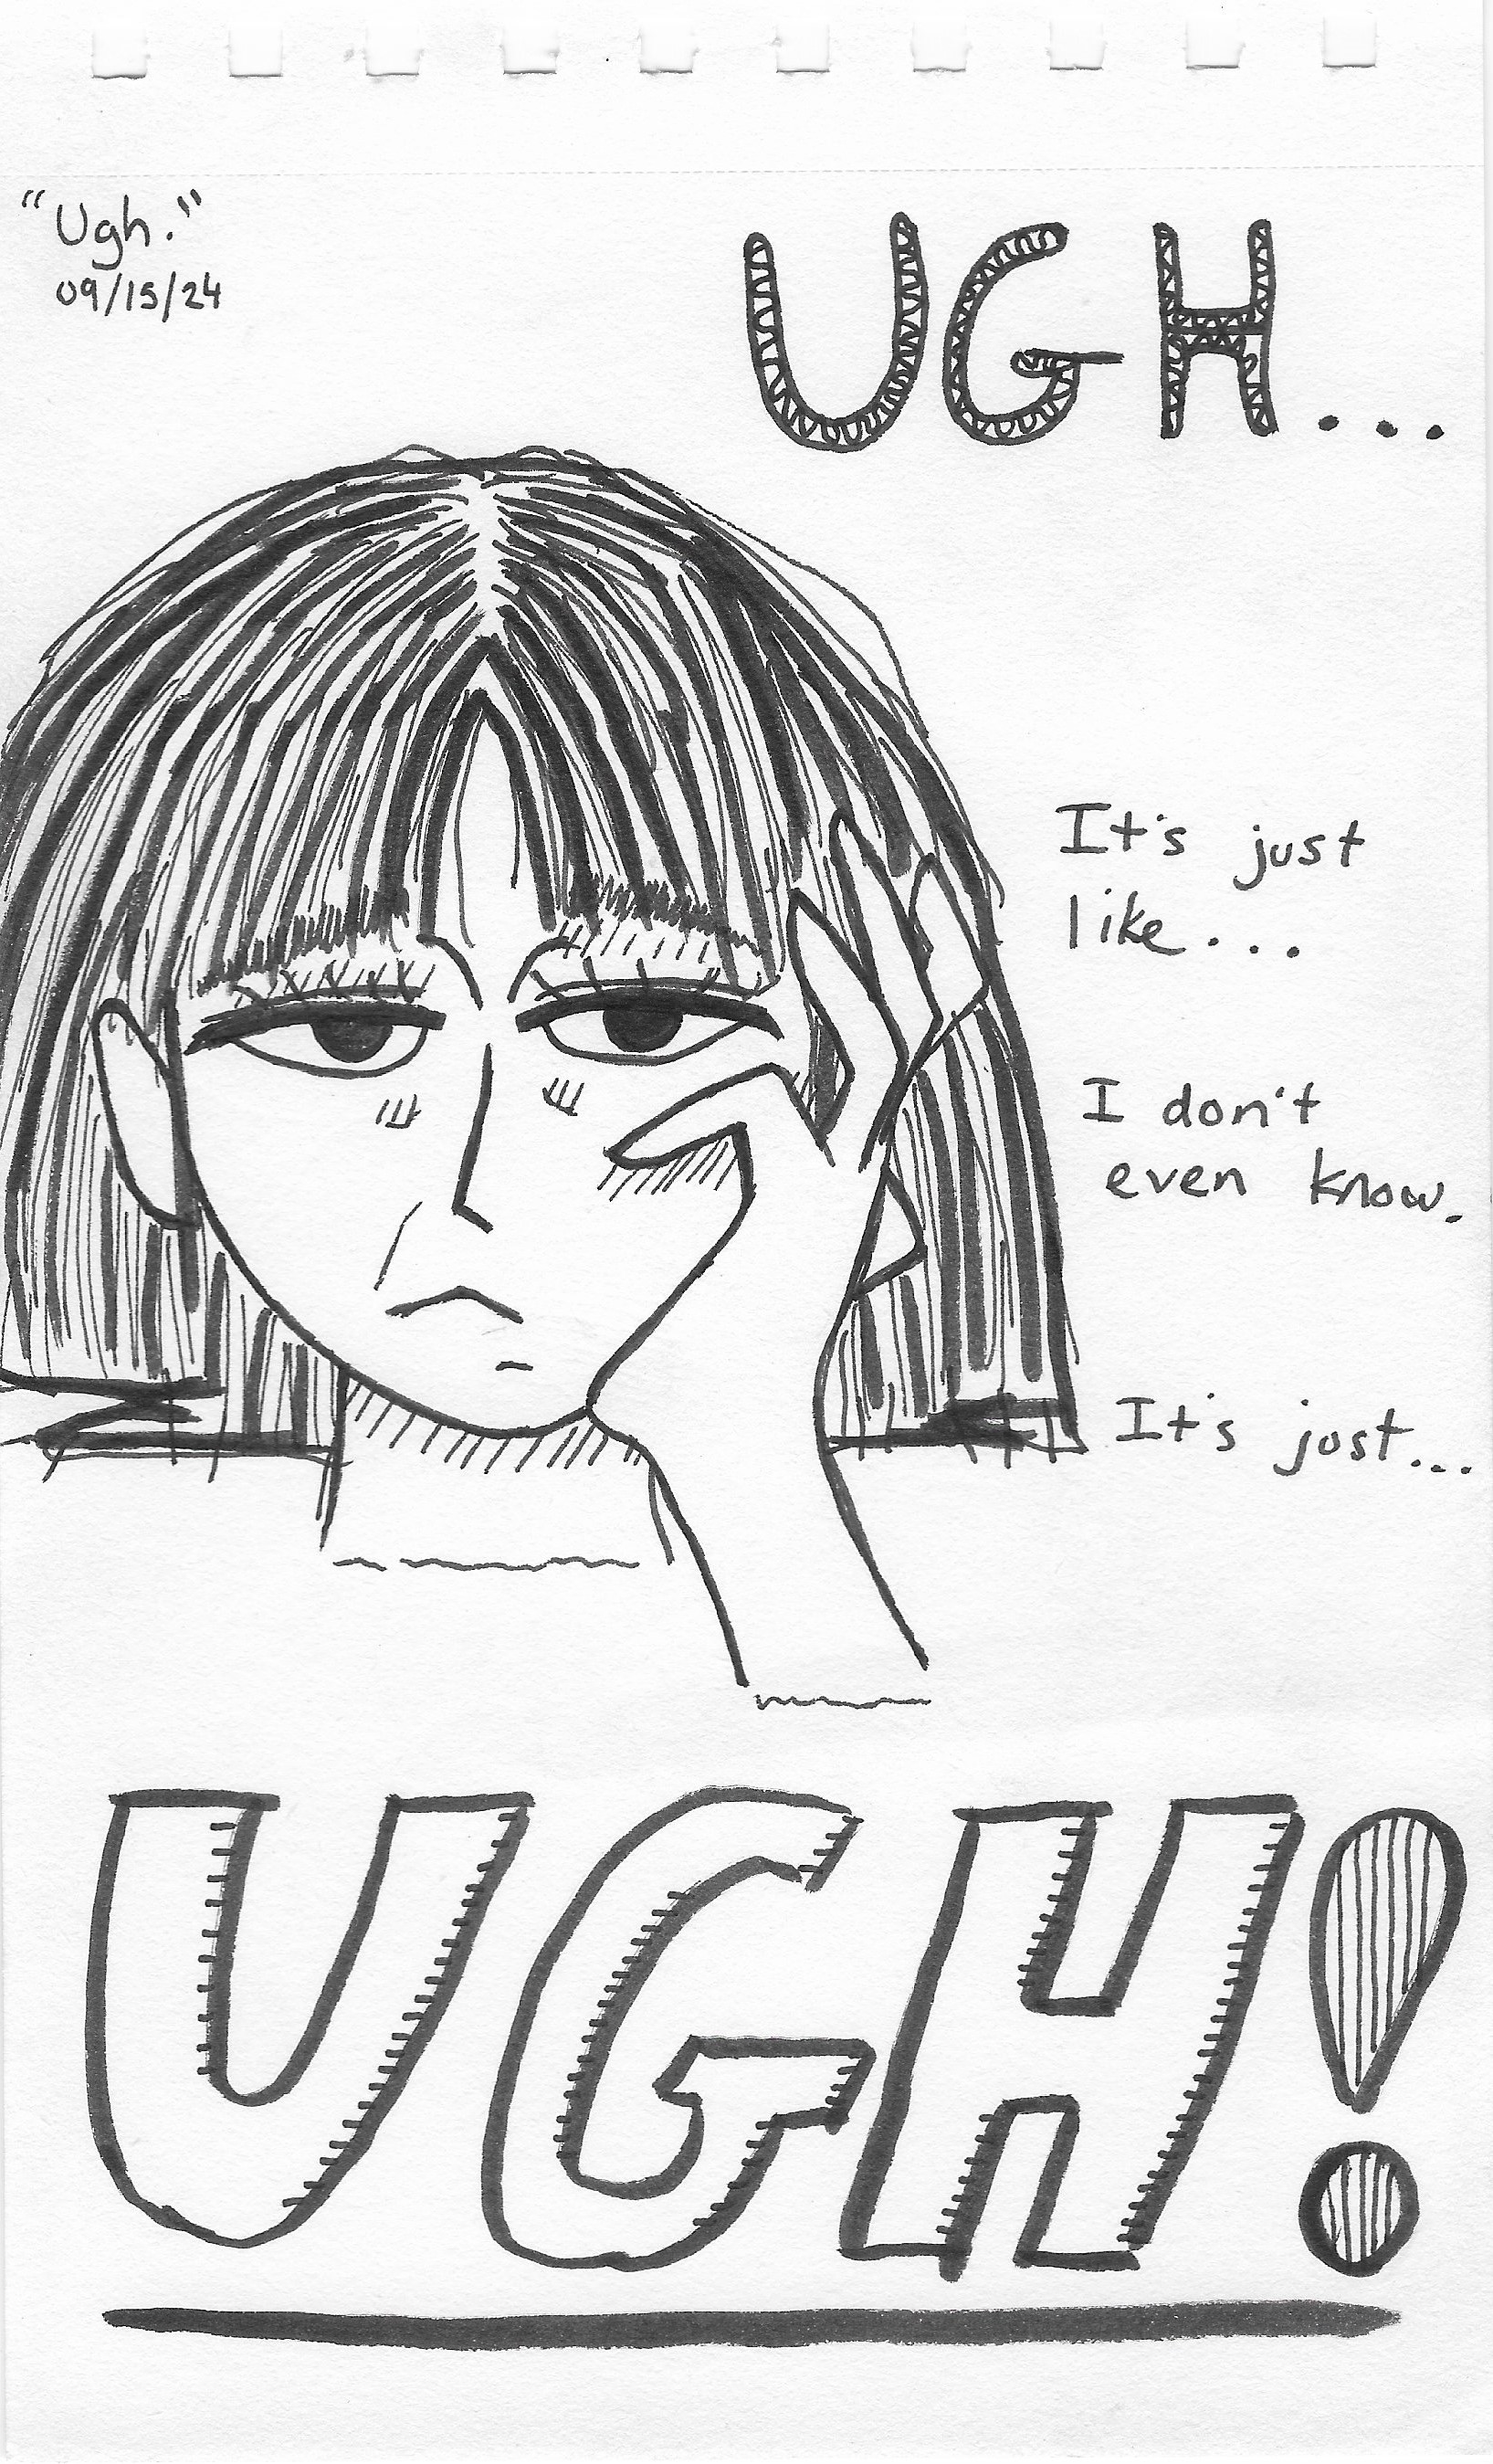 "Ugh."
09/15/24
UGH...
It's just
like...
I don't
even know.
It's just...
UGH!